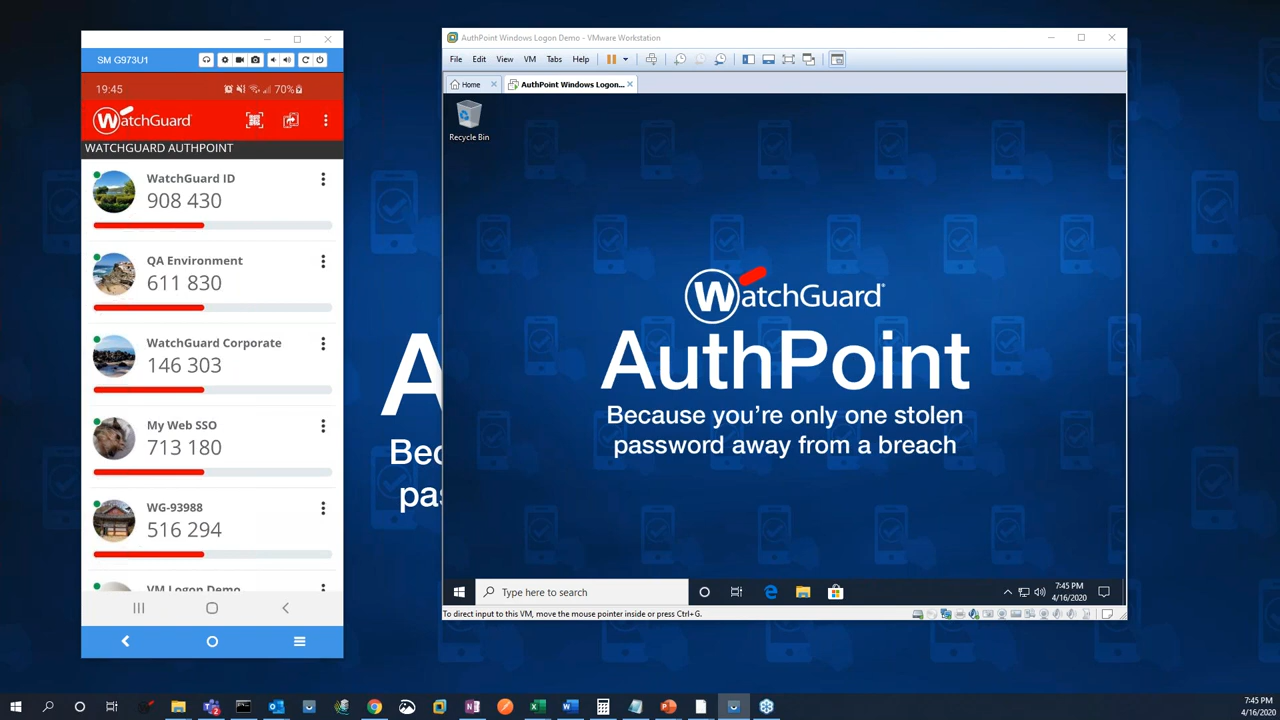 SM G973U1
19:45
70%
WatchGuard
WATCHGUARD AUTHPOINT
WatchGuard ID
908 430
QA Environment
611 830
WatchGuard Corporate
146 303
My Web SSO
713 180
WG-93988
516 294
VM Logon Demo
A
Bec
pas
AuthPoint Windows Logon Demo - VMware Workstation
File Edit View VM Tabs Help
Home
AuthPoint Windows Logon...
Recycle Bin
WatchGuard
AuthPoint
Because you're only one stolen
password away from a breach
Type here to search
7:45 PM
4/16/2020
To direct input to this VM, move the mouse pointer inside or press Ctrl+G.
7:45 PM
4/16/2020